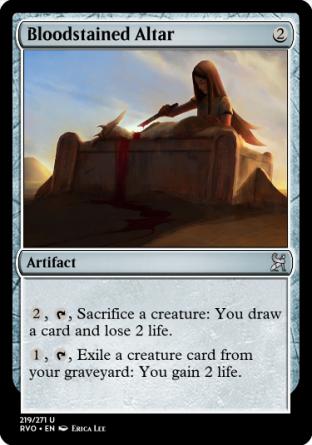 Bloodstained Altar 2
Artifact
2, T, Sacrifice a creature: You draw
a card and lose 2 life.
1, T, Exile a creature card from
your graveyard: You gain 2 life.
219/271 U
RVO • EN Erica Lee